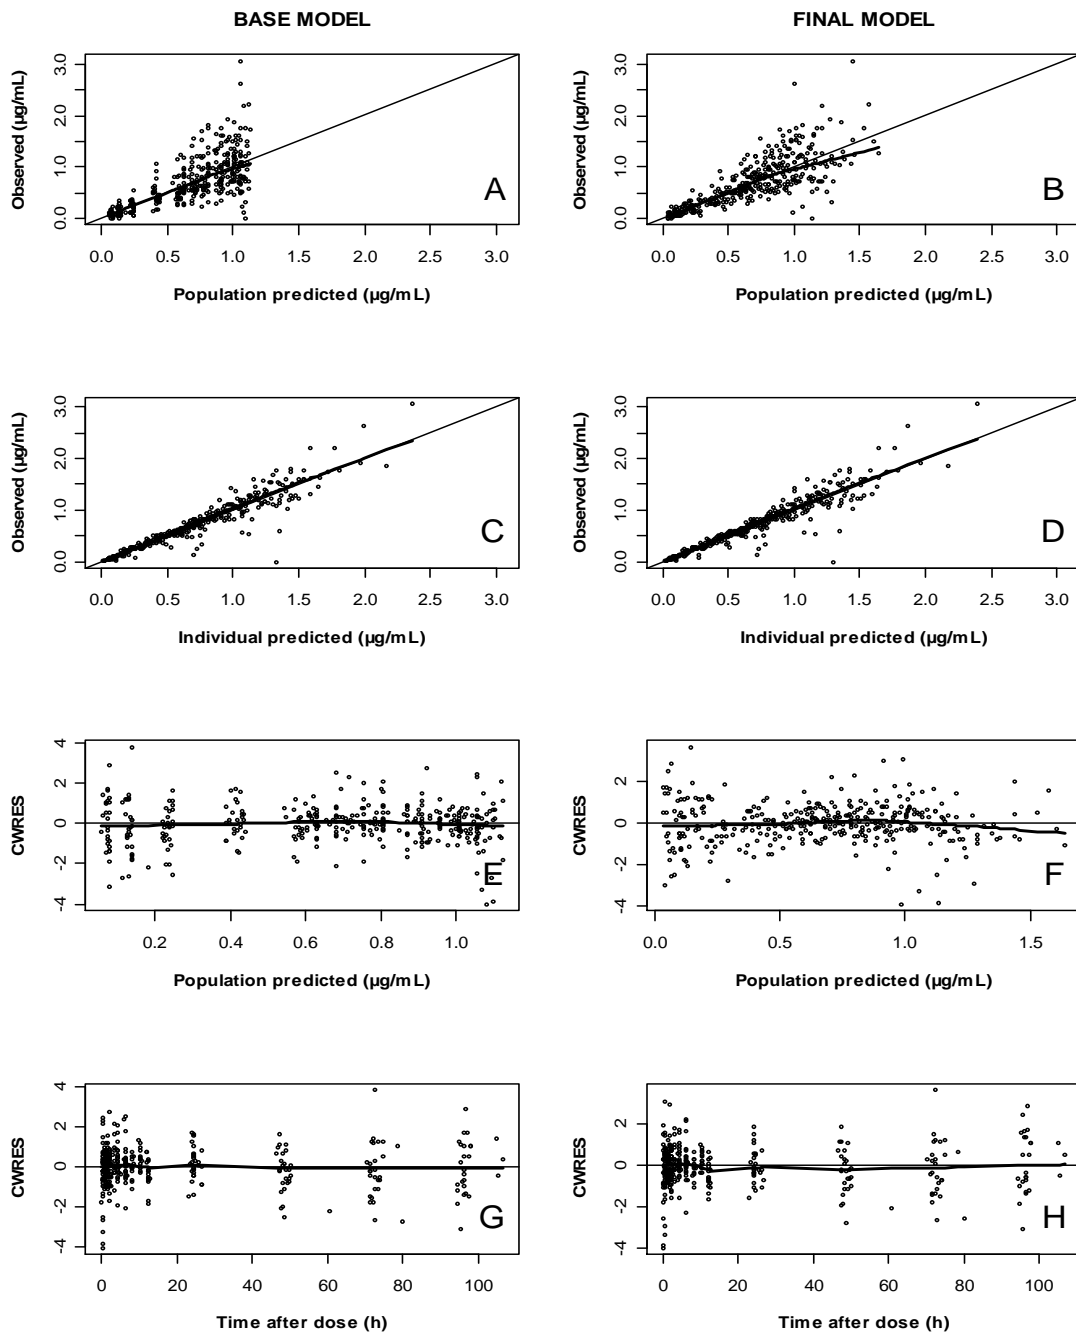 BASE MODEL FINAL MODEL
Observed (µg/mL) 0.0 1.0 2.0 3.0 A Observed (µg/mL) 0.0 1.0 2.0 3.0 B
0.0 0.5 1.0 1.5 2.0 2.5 3.0 0.0 0.5 1.0 1.5 2.0 2.5 3.0
Population predicted (µg/mL) Population predicted (µg/mL)
Observed (µg/mL) 0.0 1.0 2.0 3.0 C Observed (µg/mL) 0.0 1.0 2.0 3.0 D
0.0 0.5 1.0 1.5 2.0 2.5 3.0 0.0 0.5 1.0 1.5 2.0 2.5 3.0
Individual predicted (µg/mL) Individual predicted (µg/mL)
CWRES -4 -2 0 2 4 E CWRES -4 -2 0 2 F
0.2 0.4 0.6 0.8 1.0 0.0 0.5 1.0 1.5
Population predicted (µg/mL) Population predicted (µg/mL)
CWRES -4 -2 0 2 4 G CWRES -4 -2 0 2 H
0 20 40 60 80 100 0 20 40 60 80 100
Time after dose (h) Time after dose (h)